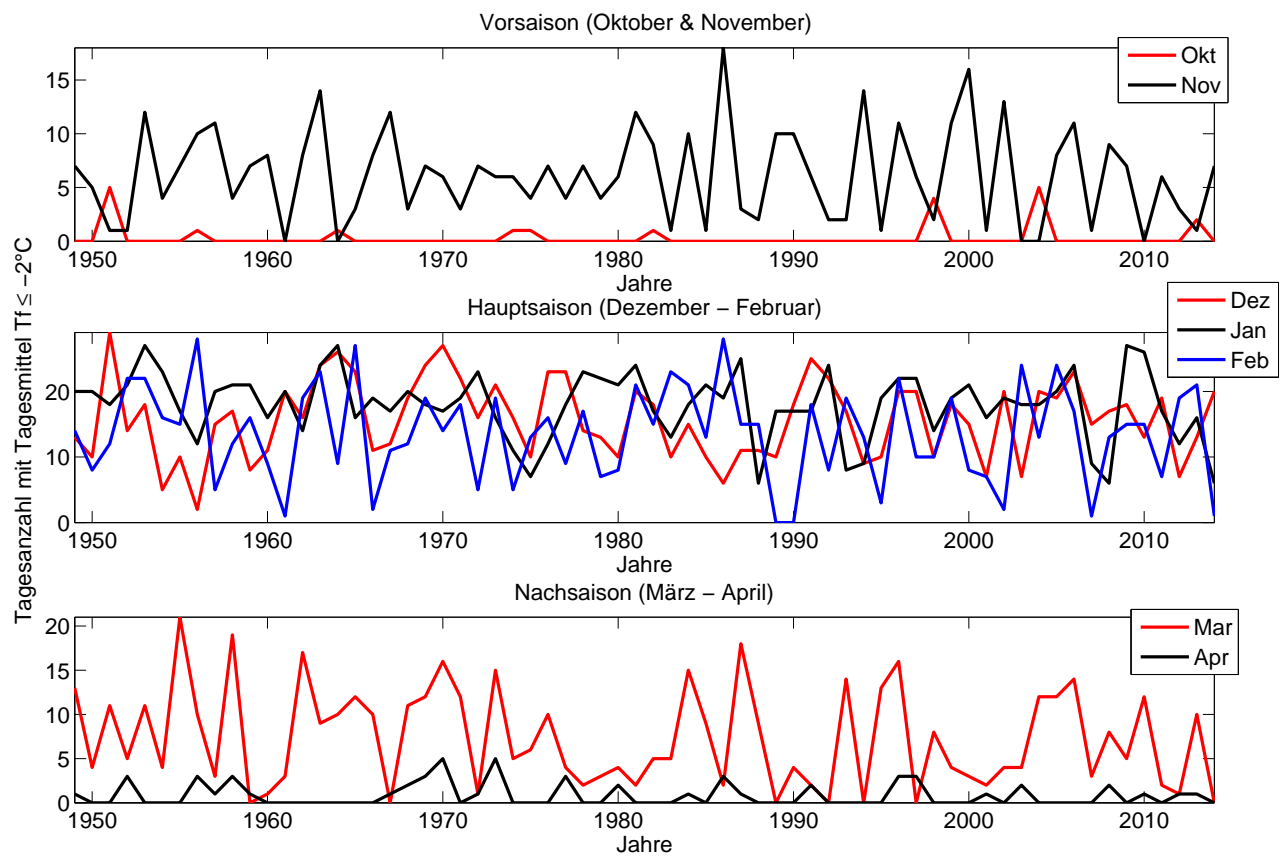 Vorsaison (Oktober & November)
Okt
Nov
15
10
5
0
1950 1960 1970 1980 1990 2000 2010
Jahre
Tagesanzahl mit Tagesmittel Tf ≤ −2°C
Hauptsaison (Dezember − Februar)
Dez
Jan
Feb
20
10
0
1950 1960 1970 1980 1990 2000 2010
Jahre
Nachsaison (März − April)
Mar
Apr
20
15
10
5
0
1950 1960 1970 1980 1990 2000 2010
Jahre